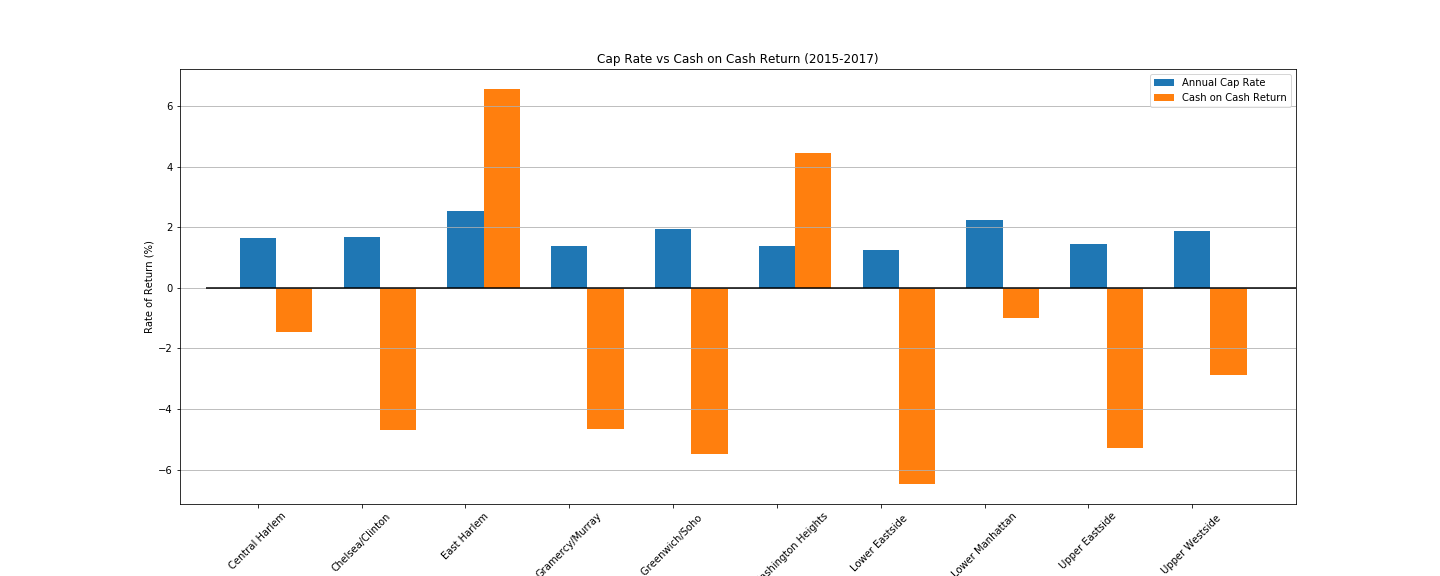 Cap Rate vs Cash on Cash Return (2015-2017)
Annual Cap Rate
Cash on Cash Return
Rate of Return (%)
6
4
2
0
−2
−4
−6
Central Harlem
Chelsea/Clinton
East Harlem
Gramercy/Murray
Greenwich/Soho
ashington Heights
Lower Eastside
Lower Manhattan
Upper Eastside
Upper Westside